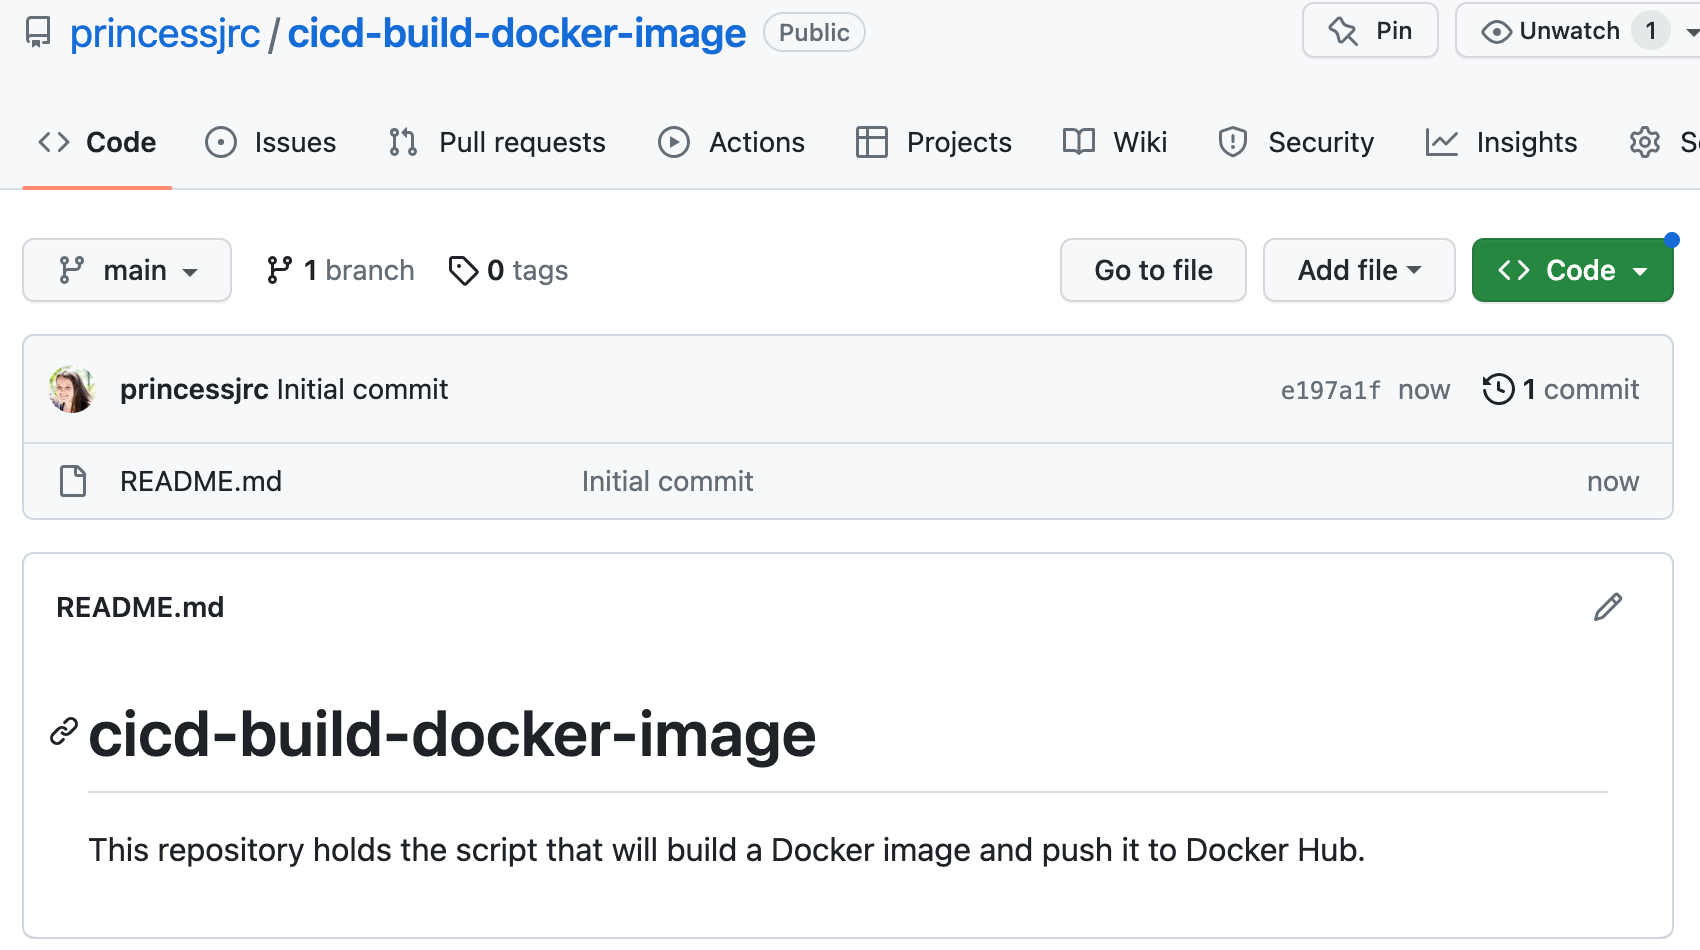 princessjrc / cicd-build-docker-image Public Pin Unwatch 1
Code Issues Pull requests Actions Projects Wiki Security Insights
main 1 branch 0 tags Go to file Add file Code
princessjrc Initial commit e197a1f now 1 commit
README.md Initial commit now
README.md
cicd-build-docker-image
This repository holds the script that will build a Docker image and push it to Docker Hub.